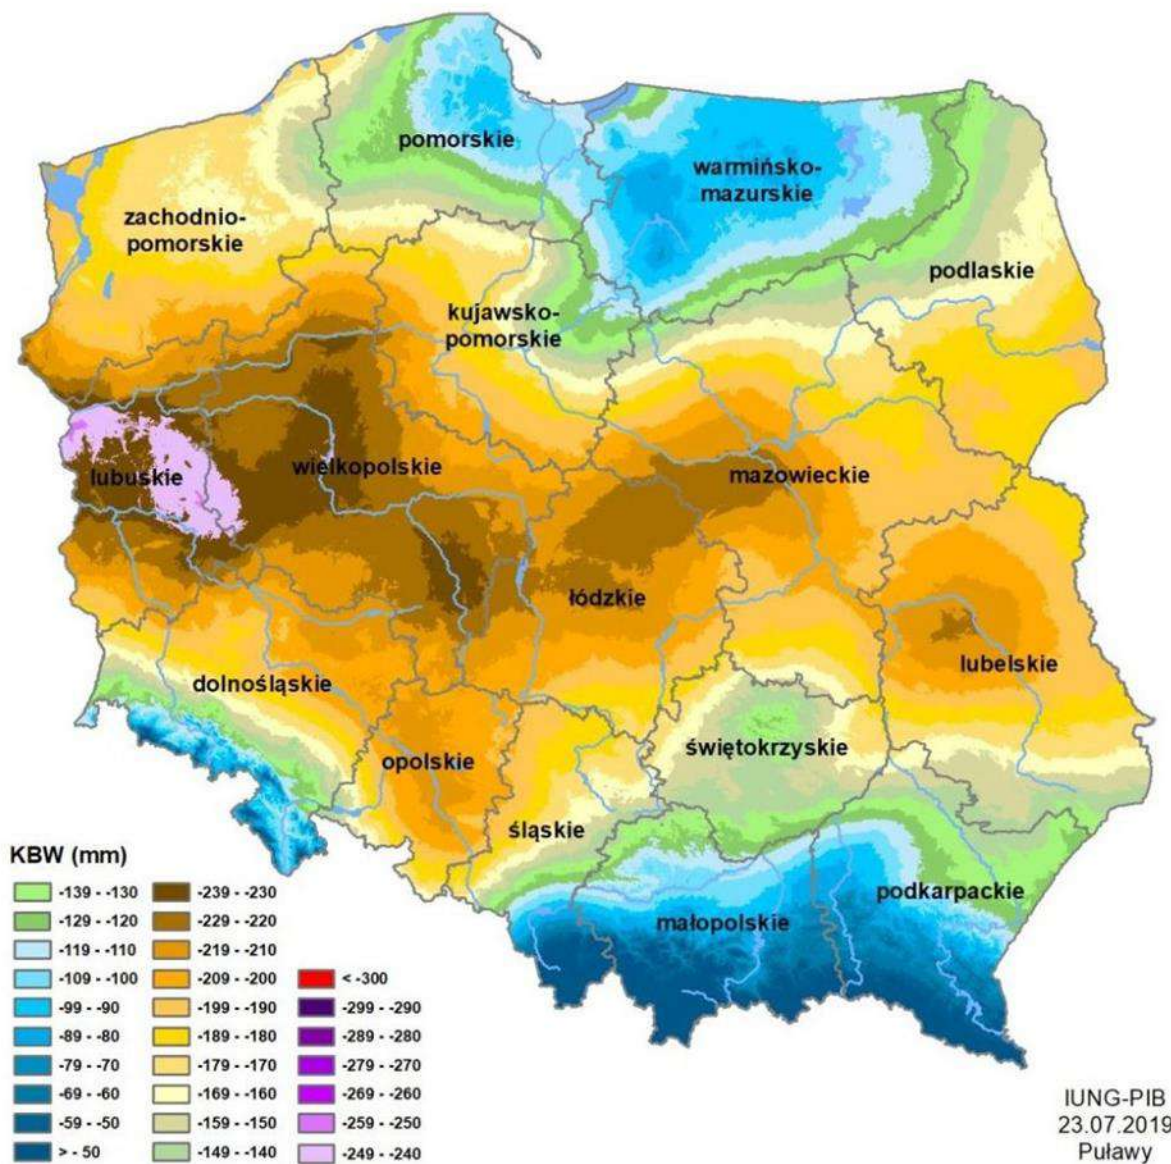 pomorskie
warmińsko-
mazurskie
zachodnio-
pomorskie
podlaskie
kujawsko-
pomorskie
lubuskie
wielkopolskie
mazowieckie
łódzkie
lubelskie
dolnośląskie
opolskie
świętokrzyskie
śląskie
małopolskie
podkarpackie
KBW (mm)
-139 - -130
-129 - -120
-119 - -110
-109 - -100
-99 - -90
-89 - -80
-79 - -70
-69 - -60
-59 - -50
> - 50
-239 - -230
-229 - -220
-219 - -210
-209 - -200
-199 - -190
-189 - -180
-179 - -170
-169 - -160
-159 - -150
-149 - -140
< -300
-299 - -290
-289 - -280
-279 - -270
-269 - -260
-259 - -250
-249 - -240
IUNG-PIB
23.07.2019
Puławy